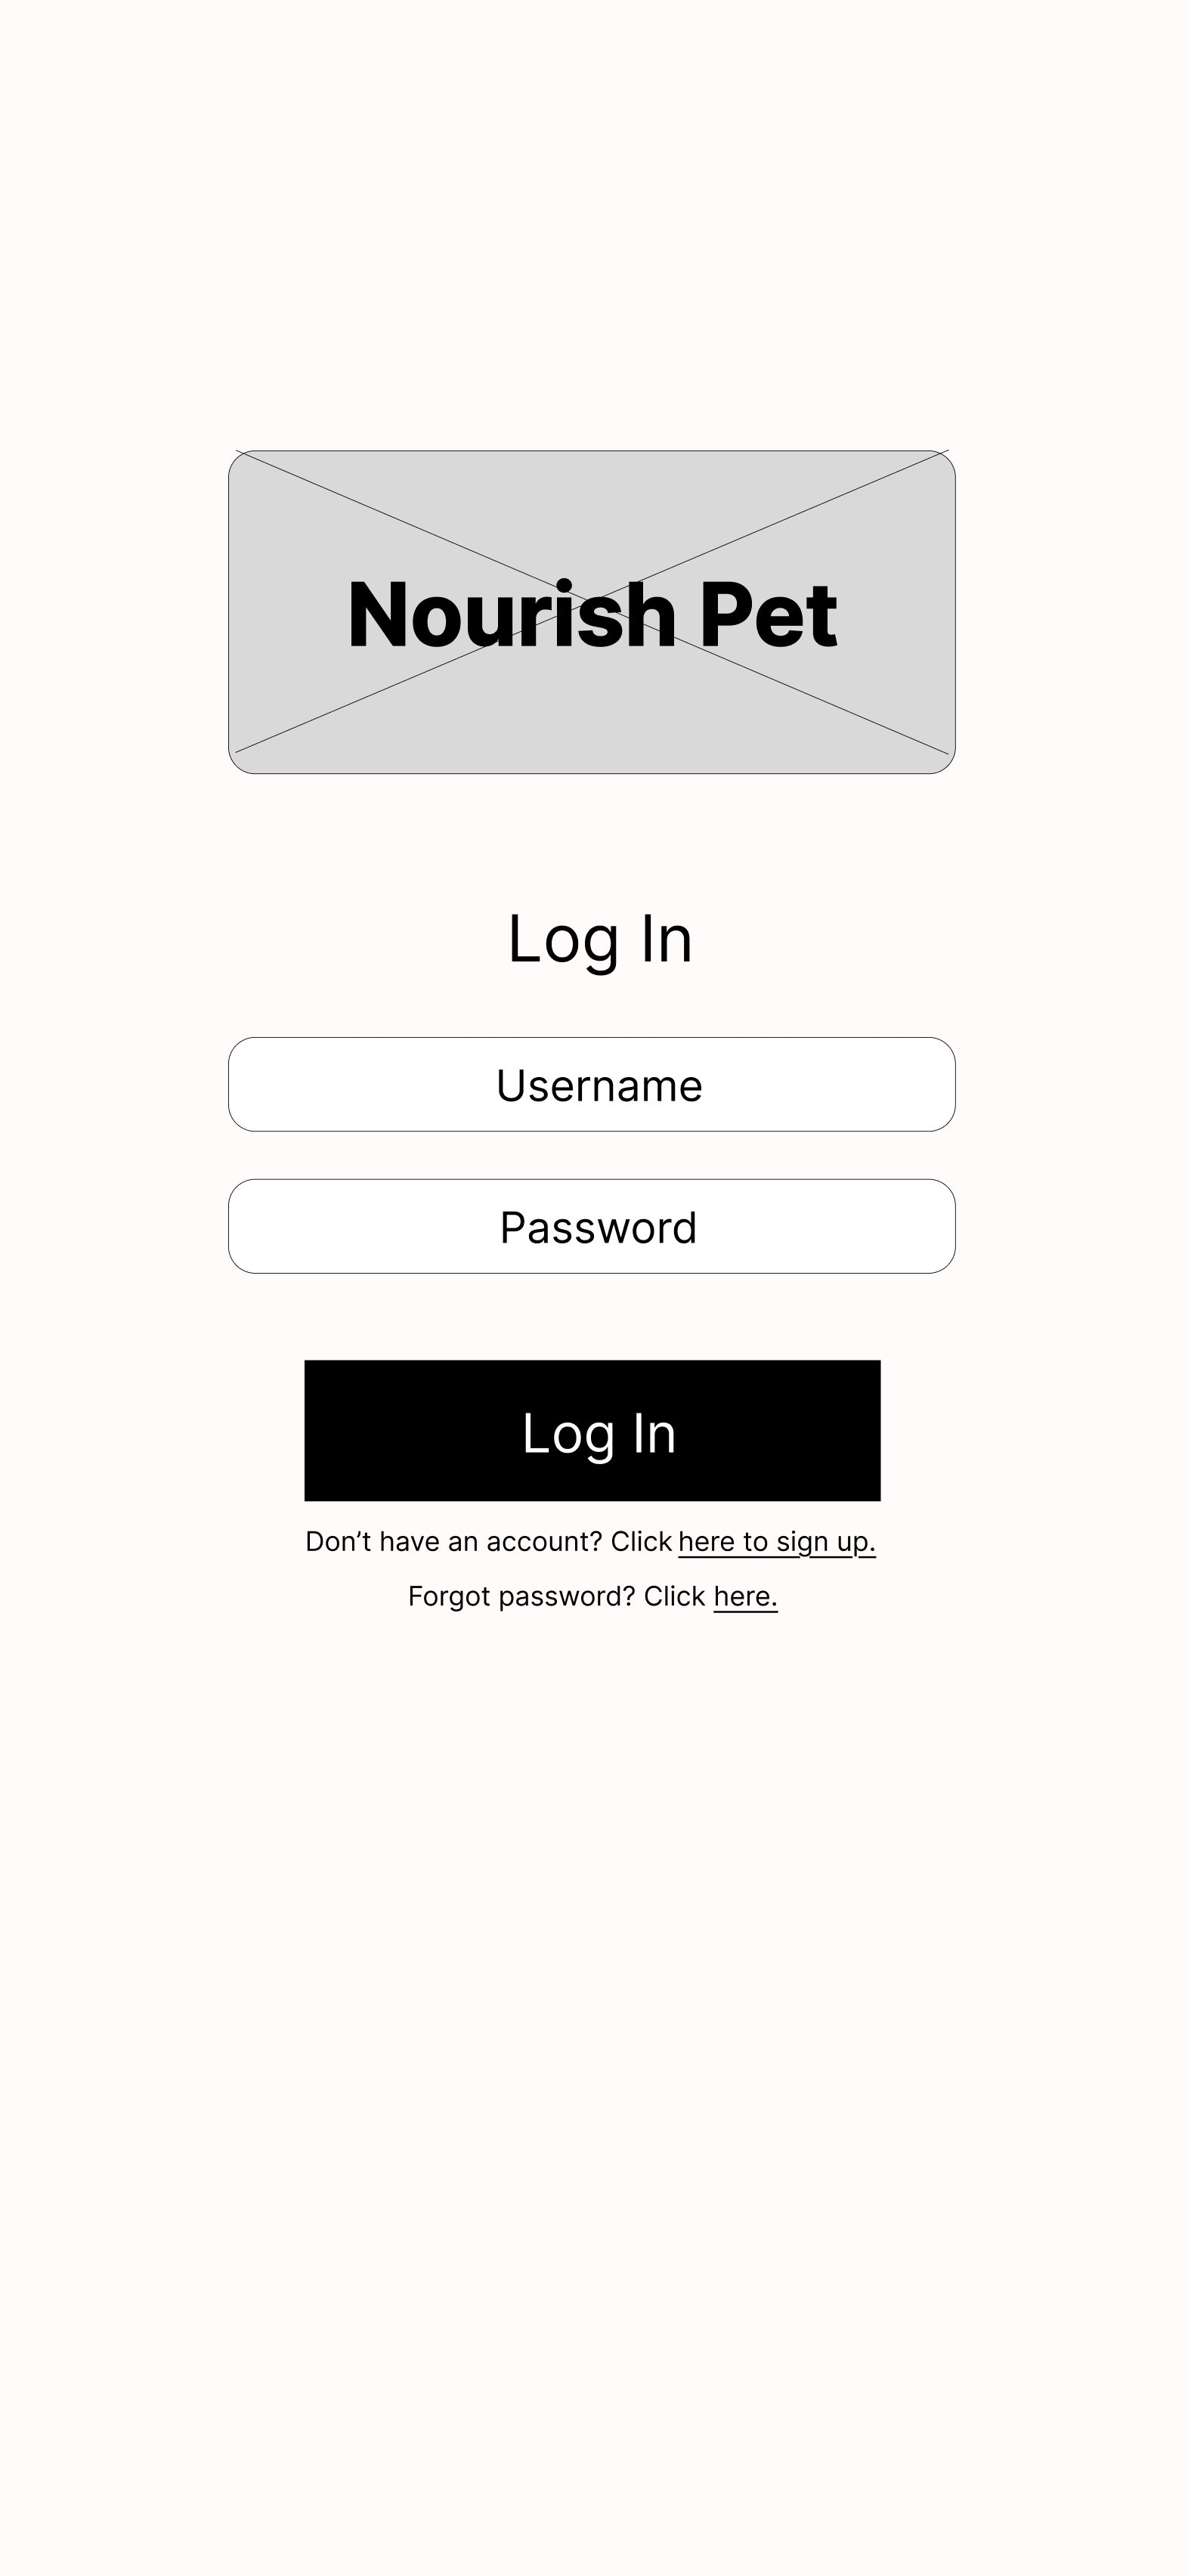 Nourish Pet
Log In
Username
Password
Log In
Don’t have an account? Click here to sign up.
Forgot password? Click here.